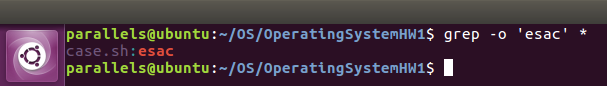 parallels@ubuntu:~/OS/OperatingSystemHW1$ grep -o 'esac' *
case.sh:esac
parallels@ubuntu:~/OS/OperatingSystemHW1$